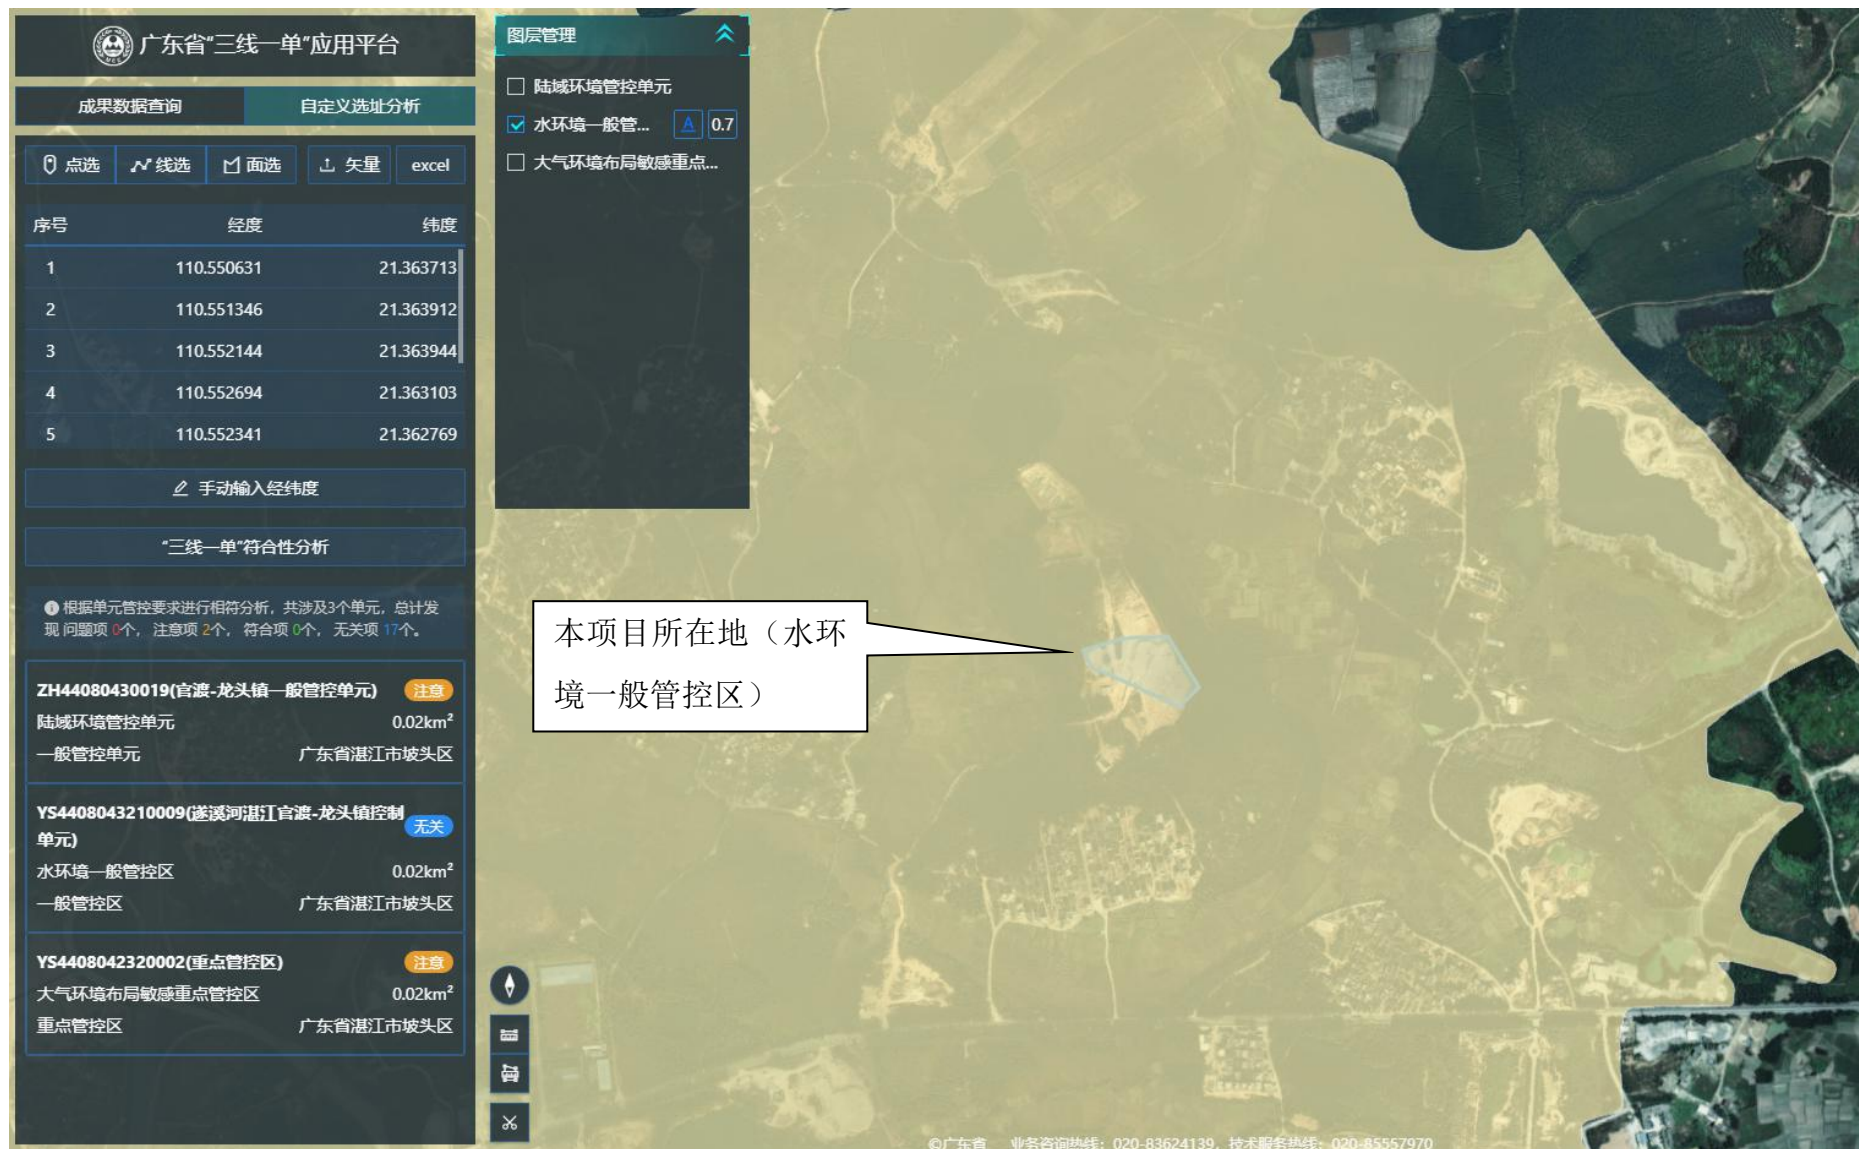 广东省“三线一单”应用平台
成果数据查询 自定义选址分析
点选 线选 面选 矢量 excel
序号 经度 纬度
1 110.550631 21.363713
2 110.551346 21.363912
3 110.552144 21.363944
4 110.552694 21.363103
5 110.552341 21.362769
手动输入经纬度
“三线一单”符合性分析
根据单元管控要求进行相符分析，共涉及3个单元，总计发
现 问题项 0个， 注意项 2个， 符合项 0个， 无关项 17个。
ZH44080430019(官渡-龙头镇一般管控单元) 注意
陆域环境管控单元 0.02km²
一般管控单元 广东省湛江市坡头区
YS4408043210009(遂溪河湛江官渡-龙头镇控制
单元) 无关
水环境一般管控区 0.02km²
一般管控区 广东省湛江市坡头区
YS4408042320002(重点管控区) 注意
大气环境布局敏感重点管控区 0.02km²
重点管控区 广东省湛江市坡头区
图层管理
陆域环境管控单元
水环境一般管... A 0.7
大气环境布局敏感重点...
本项目所在地（水环
境一般管控区）
©广东省 业务咨询热线：020-83624139，技术服务热线：020-85557970